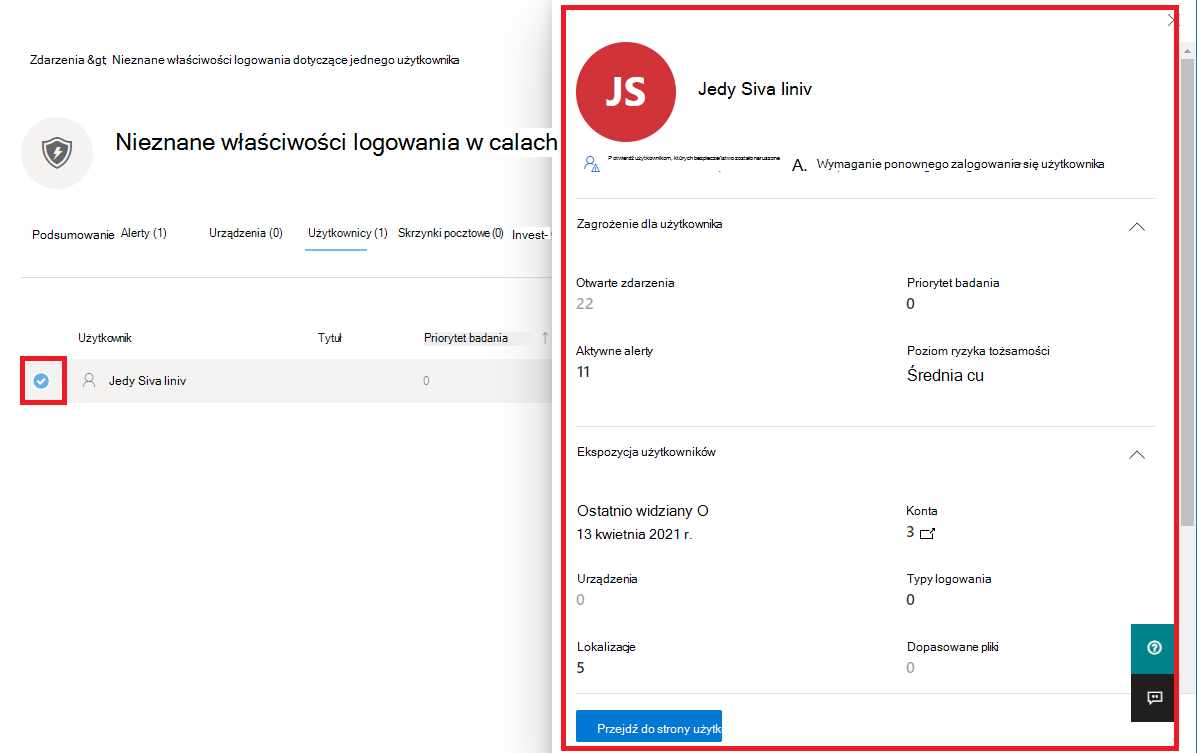 Zdarzenia &gt; Nieznane właściwości logowania dotyczące jednego użytkownika
Nieznane właściwości logowania w calach
Podsumowanie Alerty (1) Urządzenia (0) Użytkownicy (1) Skrzynki pocztowe (0) Invest-
Użytkownik Tytuł Priorytet badania ↑
Jedy Siva liniv 0
JS
Jedy Siva liniv
Potwierdź użytkownikom, których bezpieczeństwo zostało naruszone A. Wymaganie ponownego zalogowania się użytkownika
Zagrożenie dla użytkownika
Otwarte zdarzenia Priorytet badania
22 0
Aktywne alerty Poziom ryzyka tożsamości
11 Średnia cu
Ekspozycja użytkowników
Ostatnio widziany O Konta
13 kwietnia 2021 r. 3
Urządzenia Typy logowania
0 0
Lokalizacje Dopasowane pliki
5 0
Przejdź do strony użytk